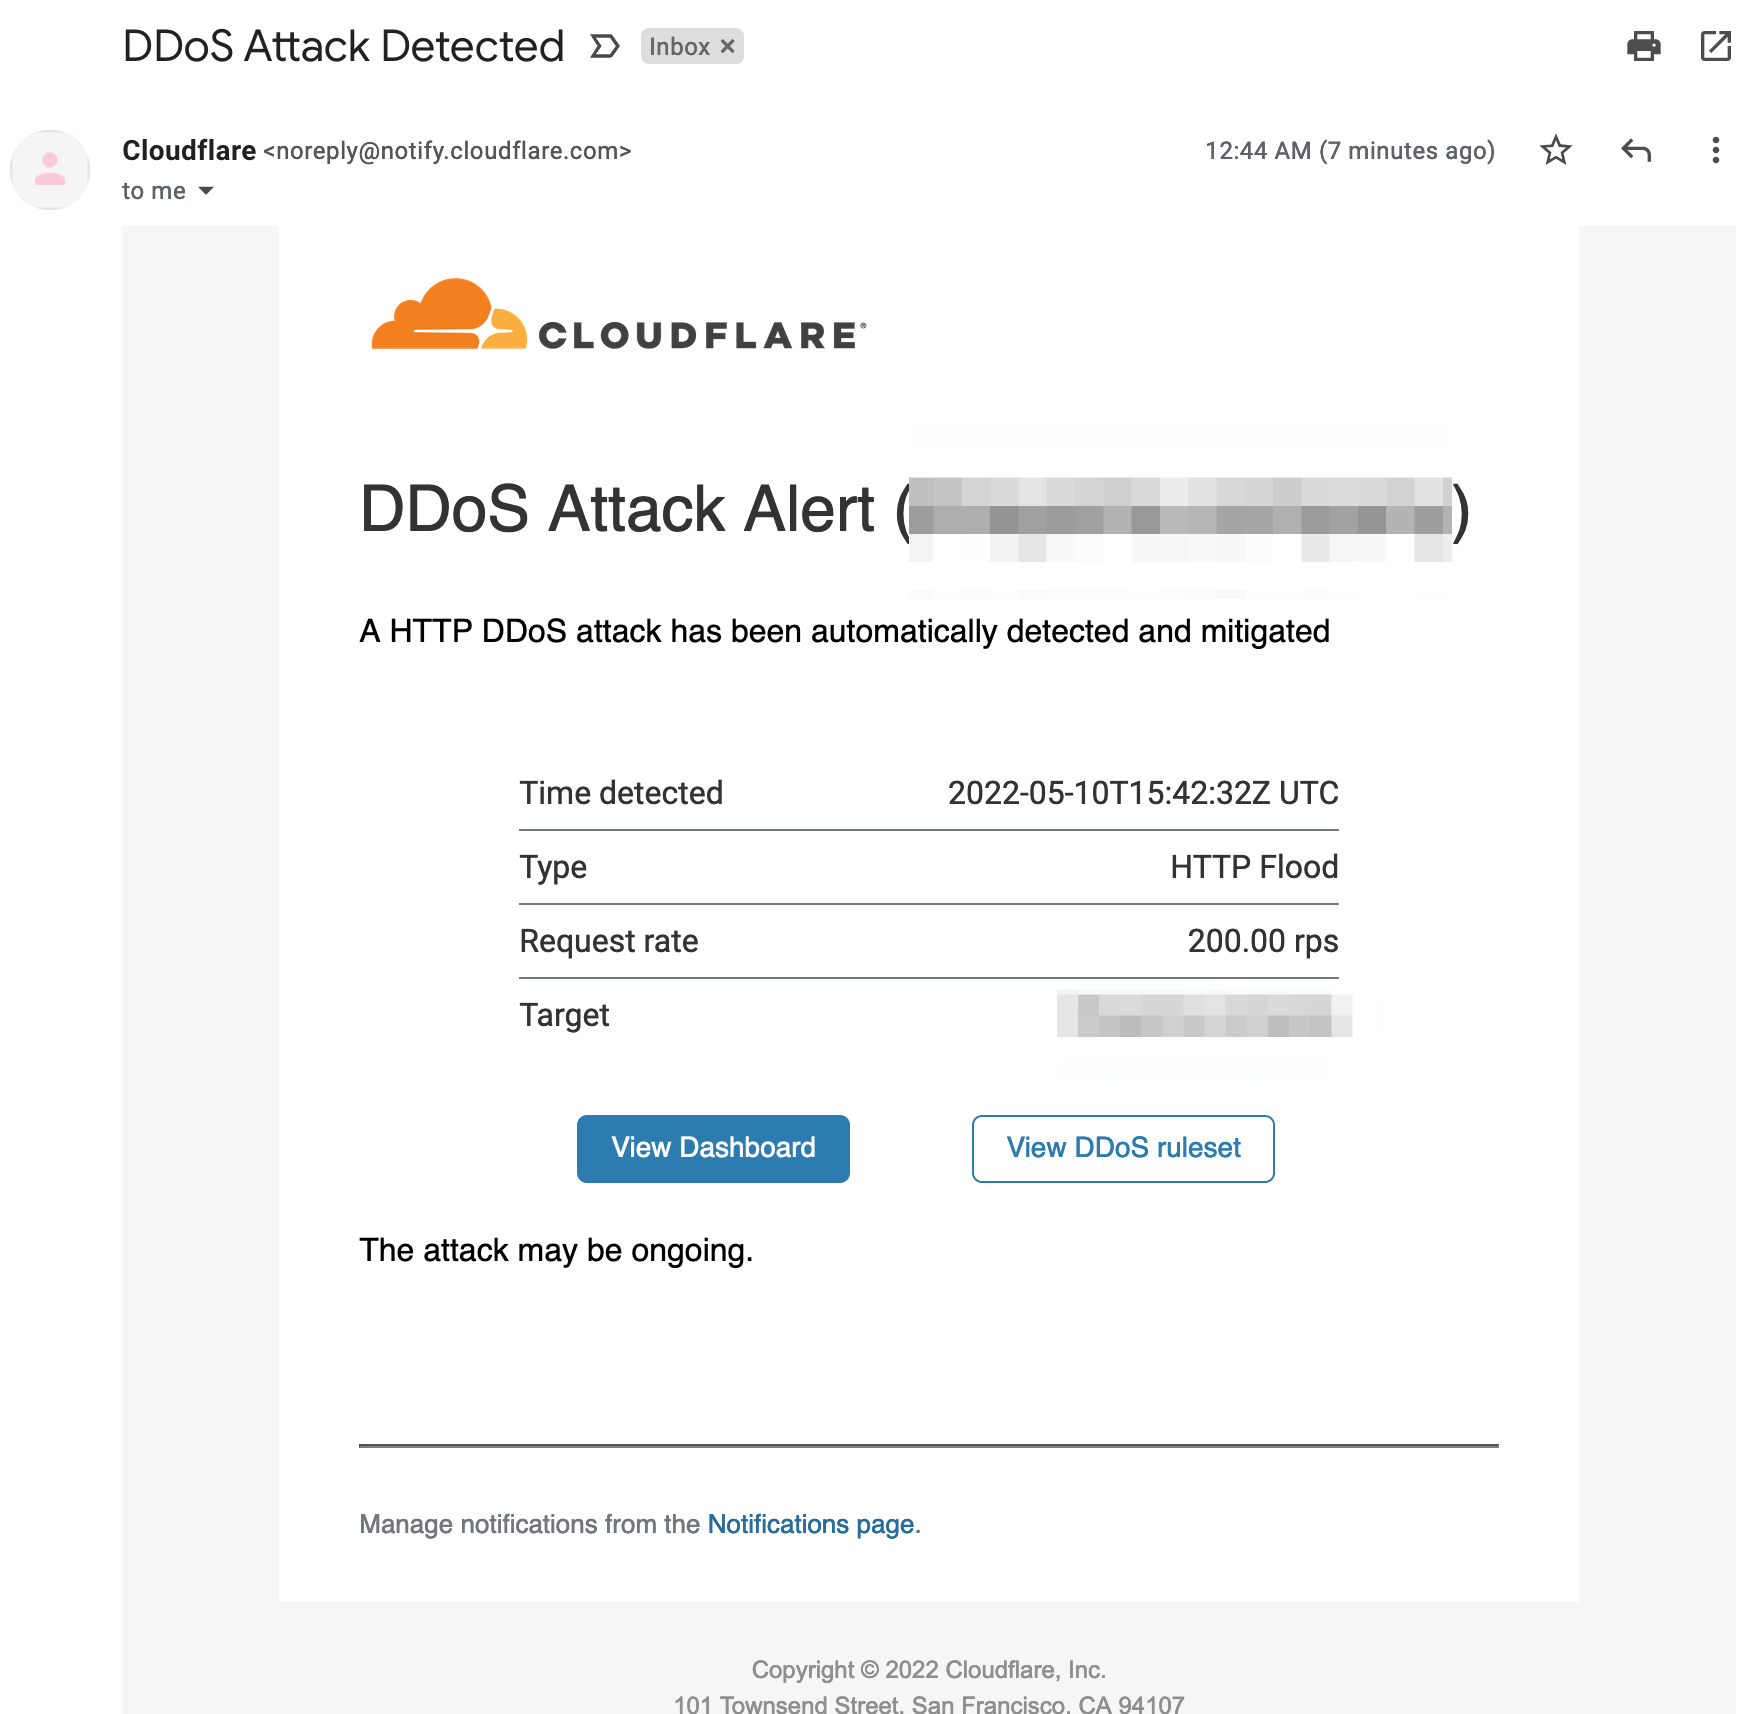 DDoS Attack Detected Inbox ×
Cloudflare <noreply@notify.cloudflare.com> 12:44 AM (7 minutes ago)
to me
CLOUDFLARE®
DDoS Attack Alert ( )
A HTTP DDoS attack has been automatically detected and mitigated
Time detected 2022-05-10T15:42:32Z UTC
Type HTTP Flood
Request rate 200.00 rps
Target
View Dashboard View DDoS ruleset
The attack may be ongoing.
Manage notifications from the Notifications page.
Copyright © 2022 Cloudflare, Inc.
101 Townsend Street, San Francisco, CA 94107